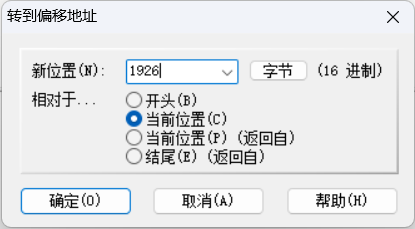 转到偏移地址
新位置(N): 1926 字节 (16 进制)
相对于...
开头(B)
当前位置(C)
当前位置(P) (返回自)
结尾(E) (返回自)
确定(O) 取消(A) 帮助(H)